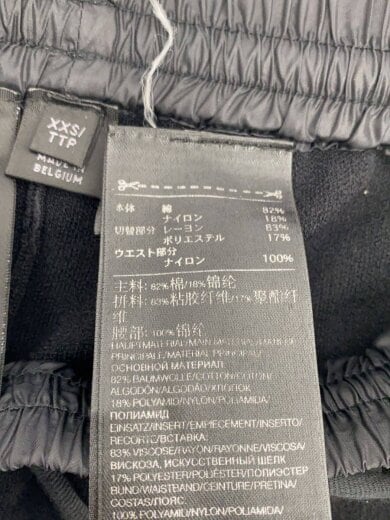 XXS/
TTP
MADE IN
BELGIUM
本体 綿 82%
ナイロン 18%
切替部分 レーヨン 83%
ポリエステル 17%
ウエスト部分
ナイロン 100%
主料: 82%棉/18%锦纶
拼料: 83%粘胶纤维/17%聚酯纤
维
腰部: 100%锦纶
HAUPTMATERIAL/MAIN MATERIAL/MATIERE
PRINCIPALE/MATERIAL PRINCIPAL/
ОСНОВНОЙ МАТЕРИАЛ
82% BAUMWOLLE/COTTON/COTON/
ALGODÓN/ALGODÃO/ХЛОПОК
18% POLYAMID/NYLON/POLIAMIDA/
ПОЛИАМИД
EINSATZ/INSERT/EMPIECEMENT/INSERTO/
RECORTE/ВСТАВКА:
83% VISCOSE/RAYON/RAYONNE/VISCOSA/
ВИСКОЗА, ИСКУССТВЕННЫЙ ШЕЛК
17% POLYESTER/POLIÉSTER/ПОЛИЭСТЕР
BUND/WAISTBAND/CEINTURE/PRETINA/
COSTAS/ПОЯС:
100% POLYAMID/NYLON/POLIAMIDA/